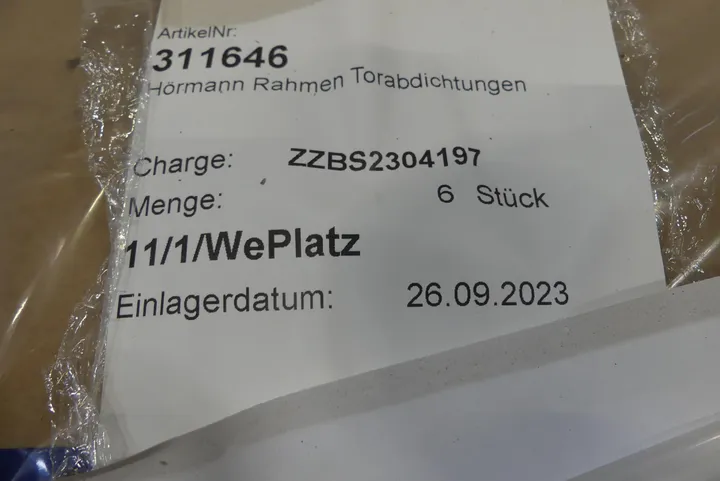 ArtikelNr:
311646
Hörmann Rahmen Torabdichtungen
Charge: ZZBS2304197
Menge: 6 Stück
11/1/WePlatz
Einlagerdatum: 26.09.2023